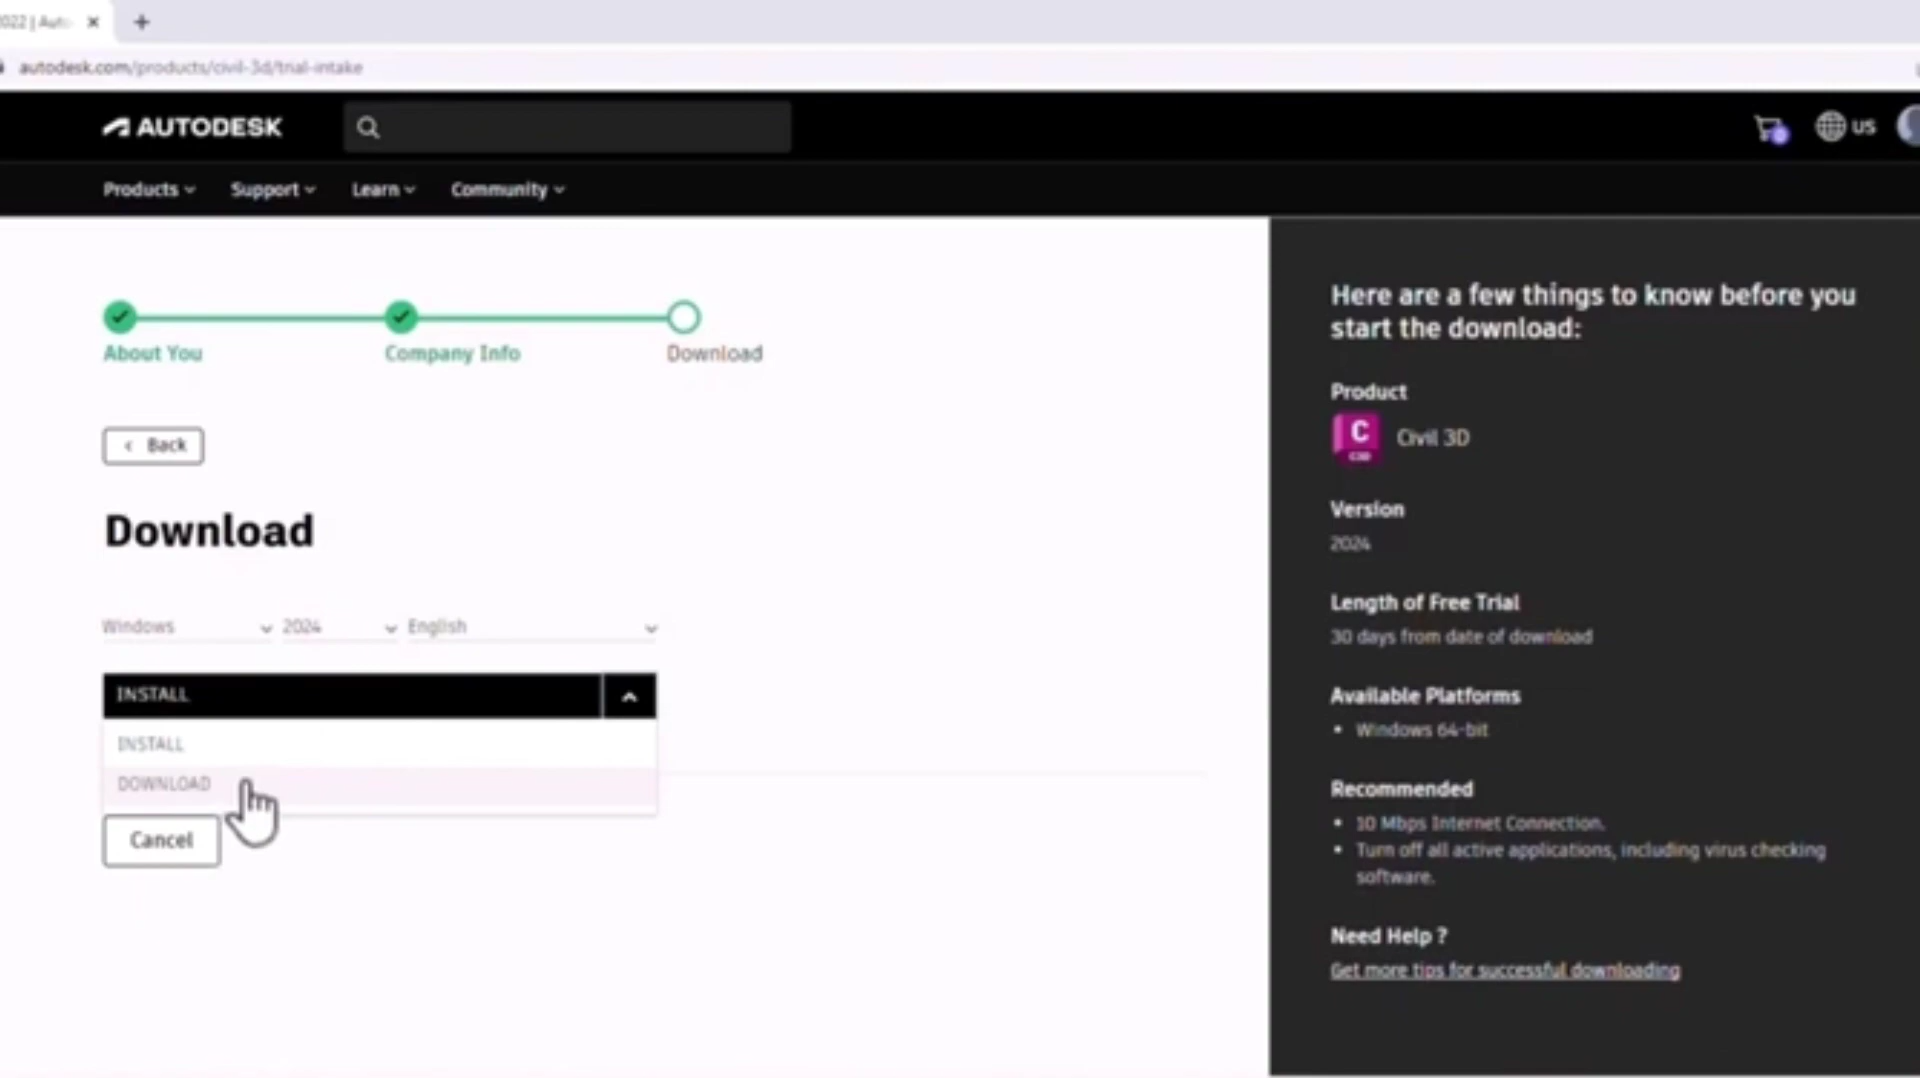 2022 | Auto
autodesk.com/products/civil-3d/trial-intake
AUTODESK
US
Products
Support
Learn
Community
About You
Company Info
Download
Back
Download
Windows
2024
English
INSTALL
INSTALL
DOWNLOAD
Cancel
Here are a few things to know before you
start the download:
Product
C
C3D
Civil 3D
Version
2024
Length of Free Trial
30 days from date of download
Available Platforms
• Windows 64-bit
Recommended
• 10 Mbps Internet Connection.
• Turn off all active applications, including virus checking
software.
Need Help ?
Get more tips for successful downloading